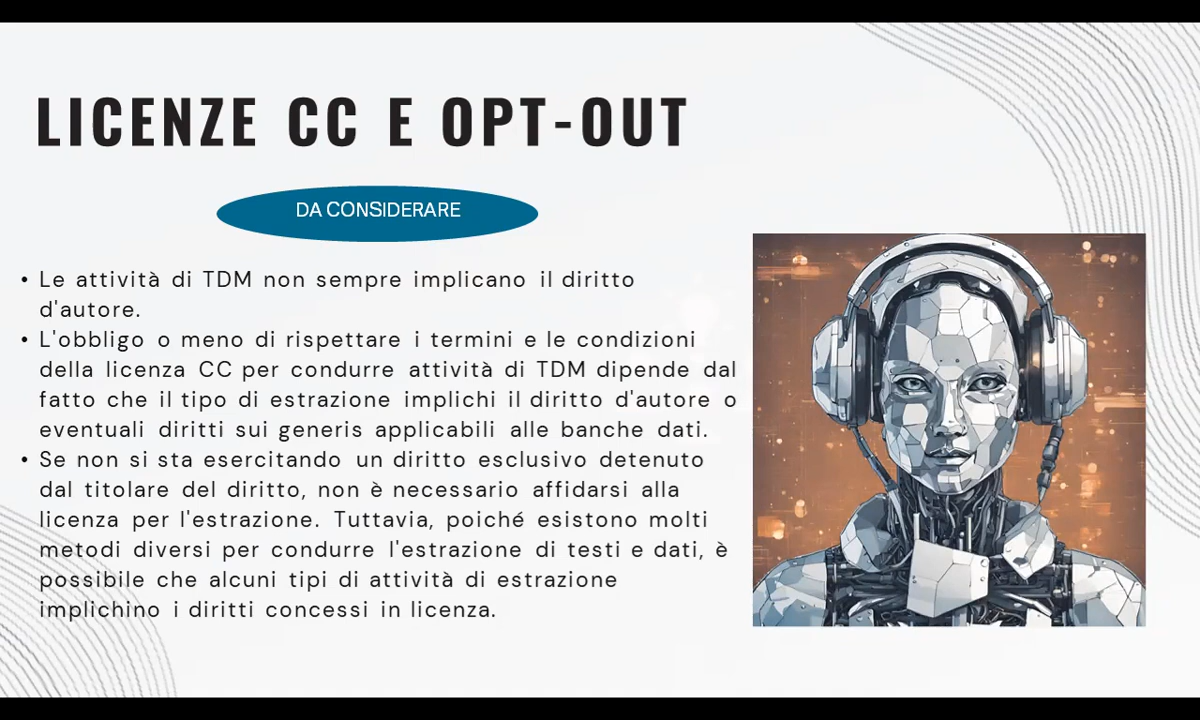 LICENZE CC E OPT-OUT
DA CONSIDERARE
• Le attività di TDM non sempre implicano il diritto
d'autore.
• L'obbligo o meno di rispettare i termini e le condizioni
della licenza CC per condurre attività di TDM dipende dal
fatto che il tipo di estrazione implichi il diritto d'autore o
eventuali diritti sui generis applicabili alle banche dati.
• Se non si sta esercitando un diritto esclusivo detenuto
dal titolare del diritto, non è necessario affidarsi alla
licenza per l'estrazione. Tuttavia, poiché esistono molti
metodi diversi per condurre l'estrazione di testi e dati, è
possibile che alcuni tipi di attività di estrazione
implichino i diritti concessi in licenza.